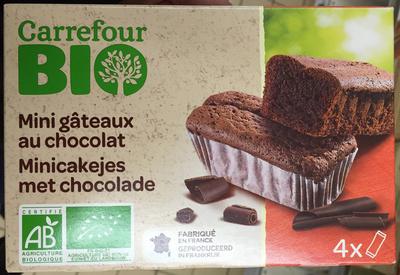 Carrefour
BIO
Mini gâteaux
au chocolat
Minicakejes
met chocolade
CERTIFIÉ
AB
AGRICULTURE
BIOLOGIQUE
FABRIQUÉ
EN FRANCE
GEPRODUCEERD
IN FRANKRIJK
4x